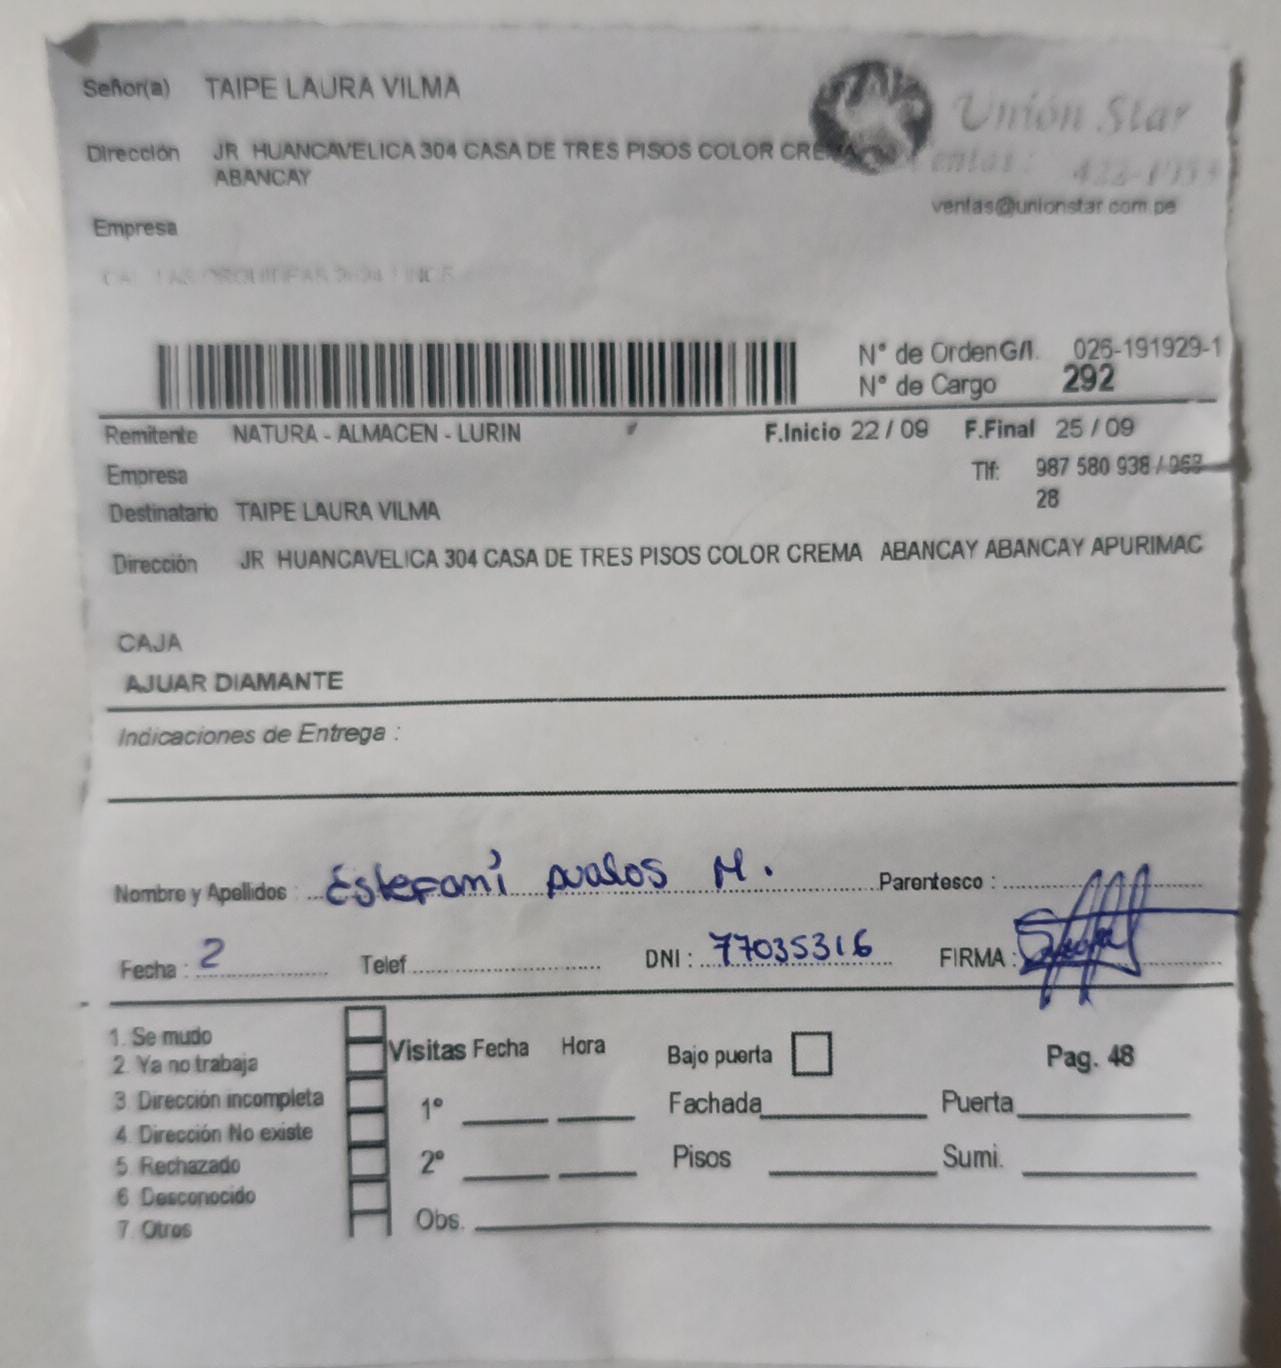 Señor(a) TAIPE LAURA VILMA
Unión Star
Dirección JR HUANCAVELICA 304 CASA DE TRES PISOS COLOR CREMA
ABANCAY
ventas@unionstar.com.pe
Empresa
N° de Orden G/I. 026-191929-1
N° de Cargo 292
Remitente NATURA - ALMACEN - LURIN F.Inicio 22 / 09 F.Final 25 / 09
Empresa Tlf: 987 580 938 / 968
28
Destinatario TAIPE LAURA VILMA
Dirección JR HUANCAVELICA 304 CASA DE TRES PISOS COLOR CREMA ABANCAY ABANCAY APURIMAC
CAJA
AJUAR DIAMANTE
Indicaciones de Entrega :
Nombre y Apellidos : Estefaní Avalos M. Parentesco :
Fecha : 2 Telef DNI : 77035316 FIRMA :
1. Se mudo
2. Ya no trabaja
3. Dirección incompleta
4. Dirección No existe
5. Rechazado
6. Desconocido
7. Otros
Visitas Fecha Hora Bajo puerta Pag. 48
1° Fachada Puerta
2° Pisos Sumi.
Obs.